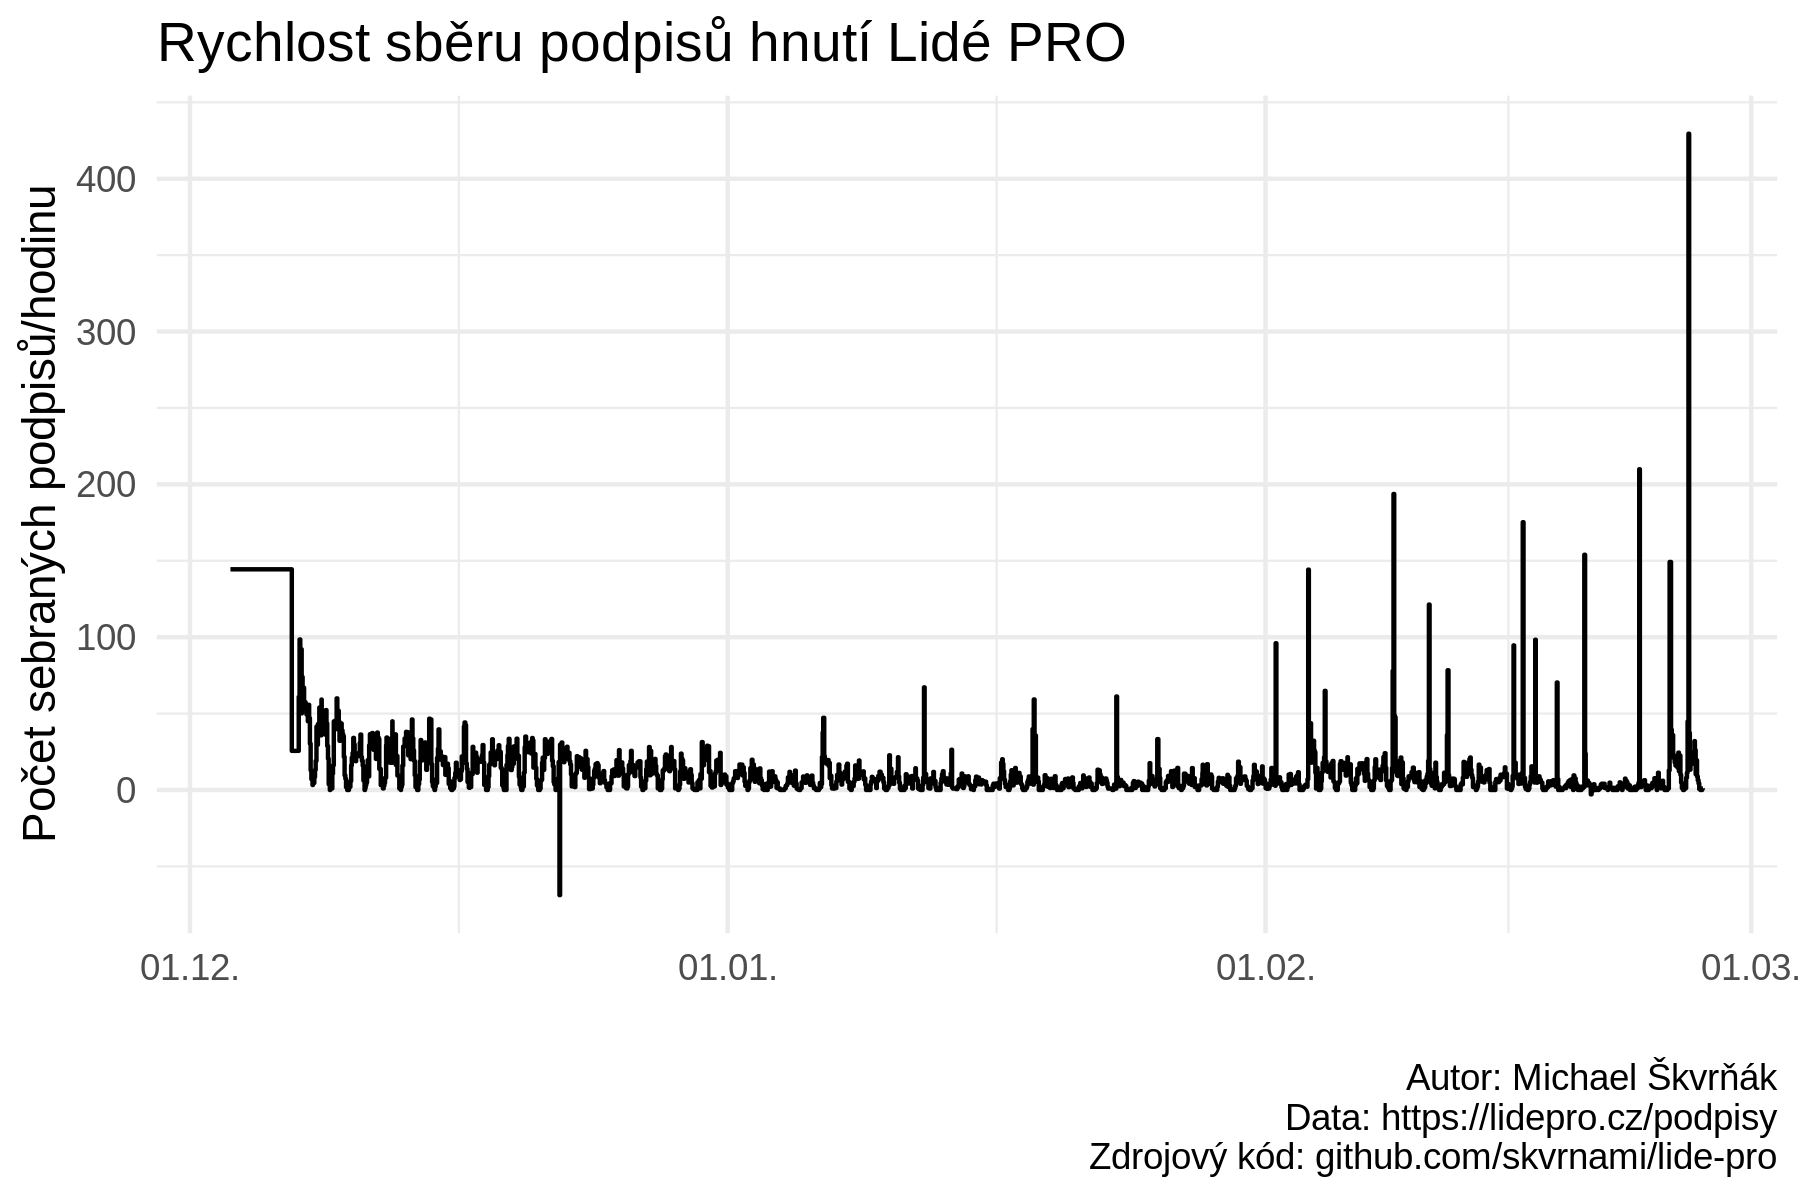 Rychlost sběru podpisů hnutí Lidé PRO
Počet sebraných podpisů/hodinu
400
300
200
100
0
01.12.
01.01.
01.02.
01.03.
Autor: Michael Škvrňák
Data: https://lidepro.cz/podpisy
Zdrojový kód: github.com/skvrnami/lide-pro